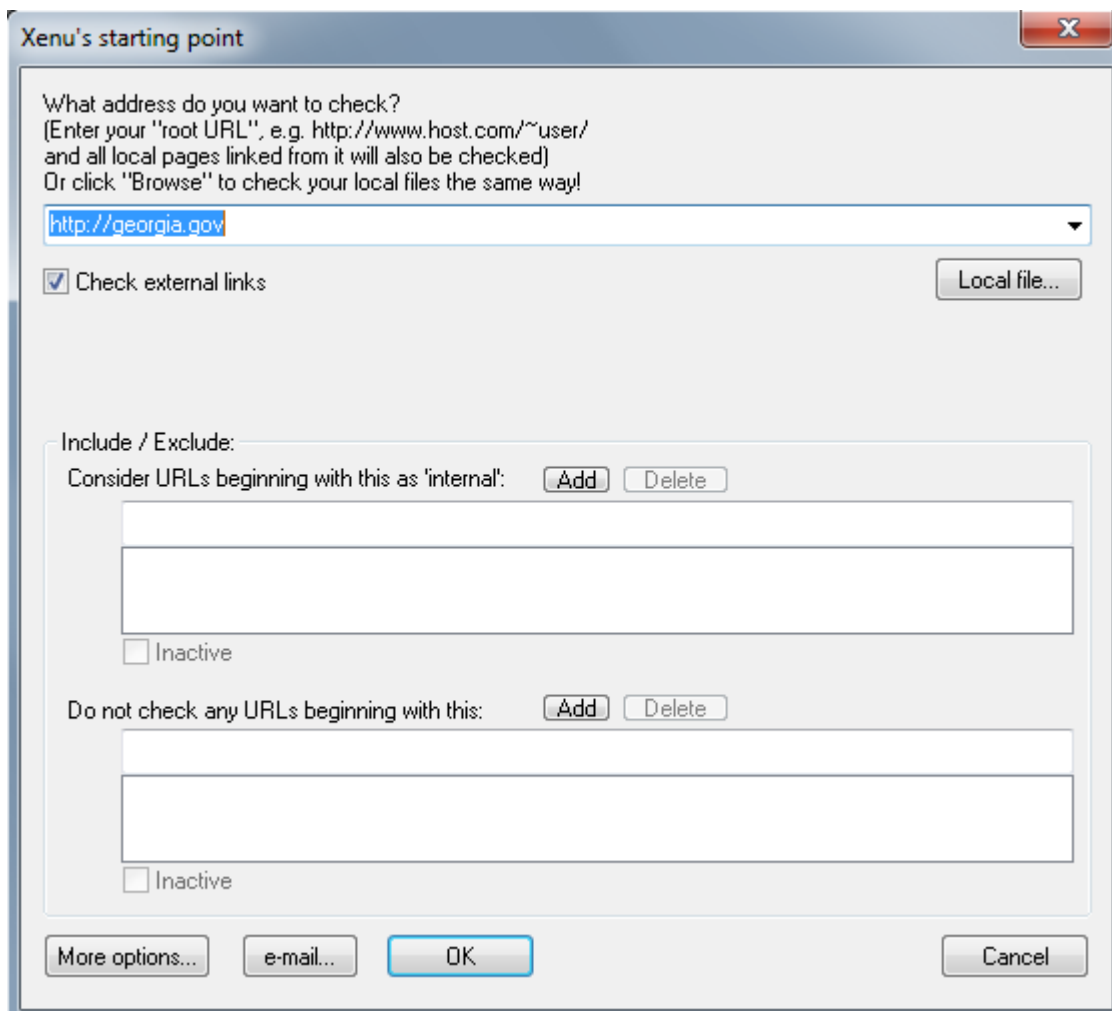 Xenu's starting point
What address do you want to check?
(Enter your "root URL", e.g. http://www.host.com/~user/
and all local pages linked from it will also be checked)
Or click "Browse" to check your local files the same way!
http://georgia.gov
Check external links
Local file...
Include / Exclude:
Consider URLs beginning with this as 'internal': Add Delete
Inactive
Do not check any URLs beginning with this: Add Delete
Inactive
More options... e-mail... OK Cancel